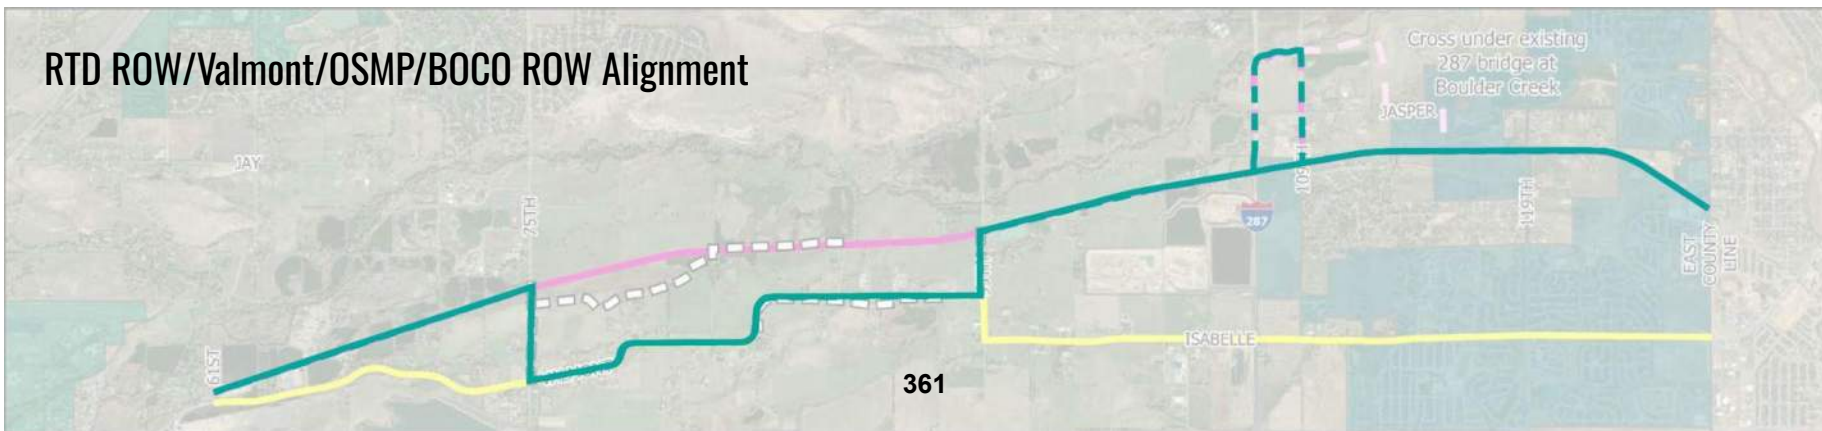 RTD ROW/Valmont/OSMP/BOCO ROW Alignment
Cross under existing
287 bridge at
Boulder Creek
JASPER
JAY
75TH
287
119TH
EAST
COUNTY
LINE
61ST
ISABELLE
361